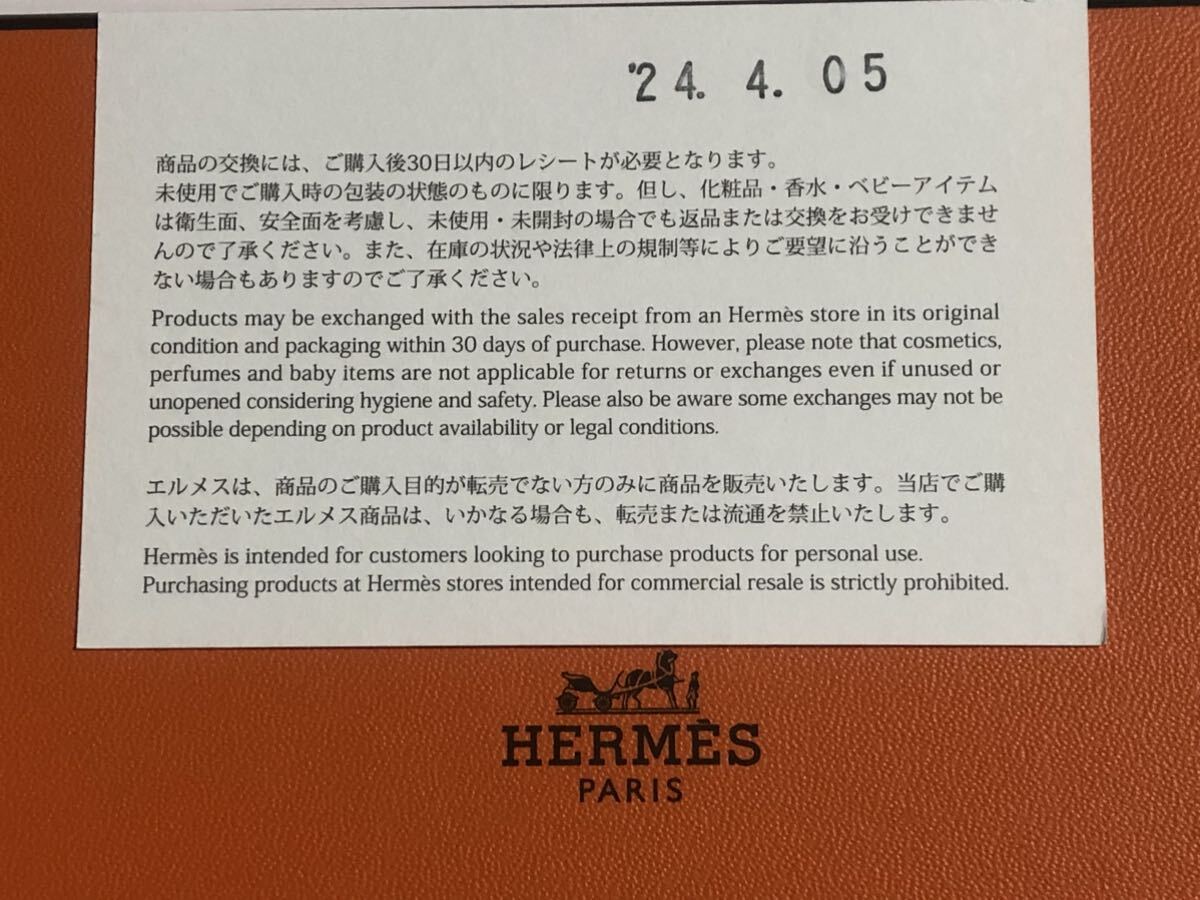 '24. 4. 05
商品の交換には、ご購入後30日以内のレシートが必要となります。
未使用でご購入時の包装の状態のものに限ります。但し、化粧品・香水・ベビーアイテム
は衛生面、安全面を考慮し、未使用・未開封の場合でも返品または交換をお受けできませ
んので了承ください。また、在庫の状況や法律上の規制等によりご要望に沿うことができ
ない場合もありますのでご了承ください。
Products may be exchanged with the sales receipt from an Hermès store in its original
condition and packaging within 30 days of purchase. However, please note that cosmetics,
perfumes and baby items are not applicable for returns or exchanges even if unused or
unopened considering hygiene and safety. Please also be aware some exchanges may not be
possible depending on product availability or legal conditions.
エルメスは、商品のご購入目的が転売でない方のみに商品を販売いたします。当店でご購
入いただいたエルメス商品は、いかなる場合も、転売または流通を禁止いたします。
Hermès is intended for customers looking to purchase products for personal use.
Purchasing products at Hermès stores intended for commercial resale is strictly prohibited.
HERMÈS
PARIS